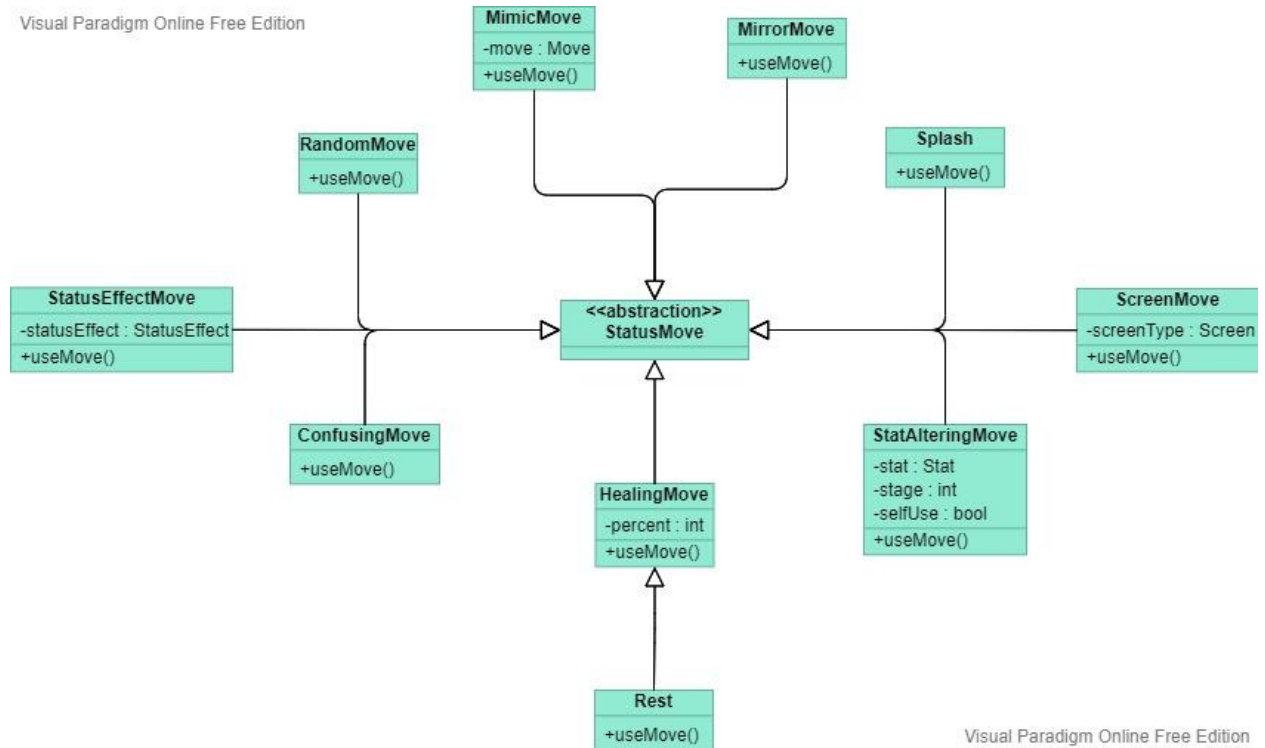 Visual Paradigm Online Free Edition
MimicMove
-move : Move
+useMove()
MirrorMove
+useMove()
RandomMove
+useMove()
Splash
+useMove()
StatusEffectMove
-statusEffect : StatusEffect
+useMove()
<<abstraction>>
StatusMove
ScreenMove
-screenType : Screen
+useMove()
ConfusingMove
+useMove()
StatAlteringMove
-stat : Stat
-stage : int
-selfUse : bool
+useMove()
HealingMove
-percent : int
+useMove()
Rest
+useMove()
Visual Paradigm Online Free Edition